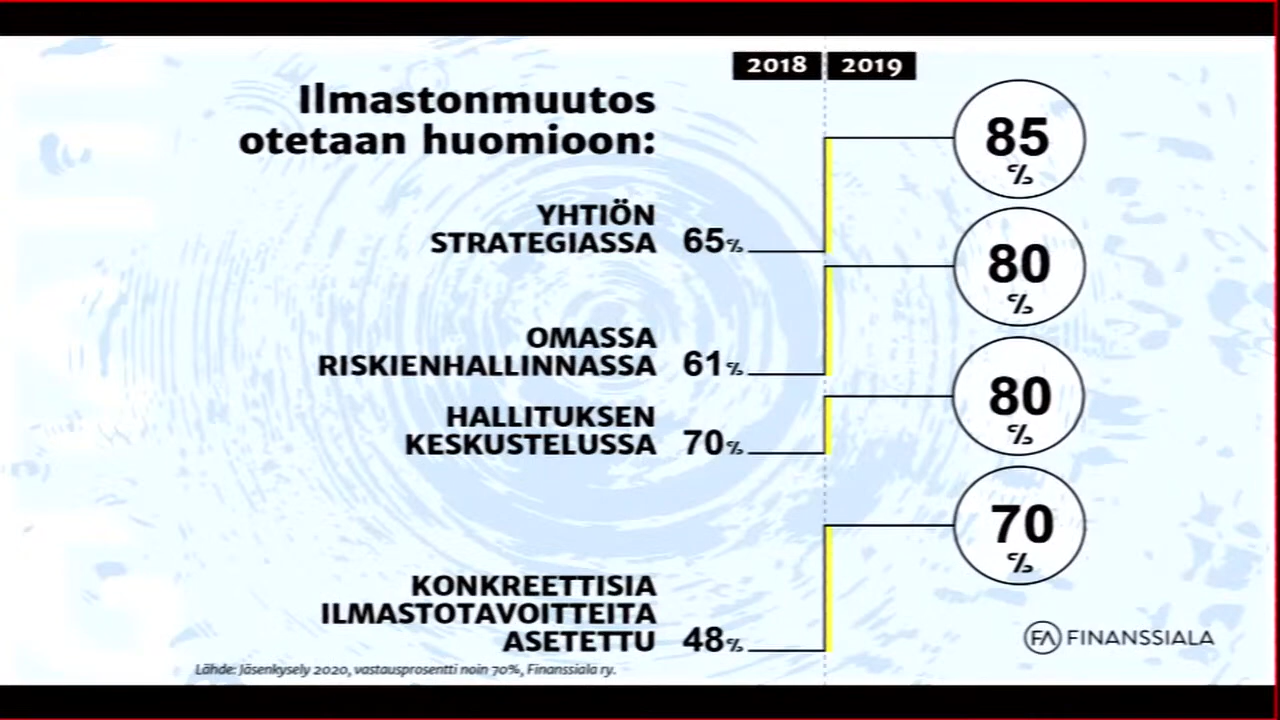 2018 2019
Ilmastonmuutos
otetaan huomioon:
85
%
YHTIÖN
STRATEGIASSA 65%
80
%
OMASSA
RISKIENHALLINNASSA 61%
80
%
HALLITUKSEN
KESKUSTELUSSA 70%
70
%
KONKREETTISIA
ILMASTOTAVOITTEITA
ASETETTU 48%
FA FINANSSIALA
Lähde: Jäsenkysely 2020, vastausprosentti noin 70%, Finanssiala ry.